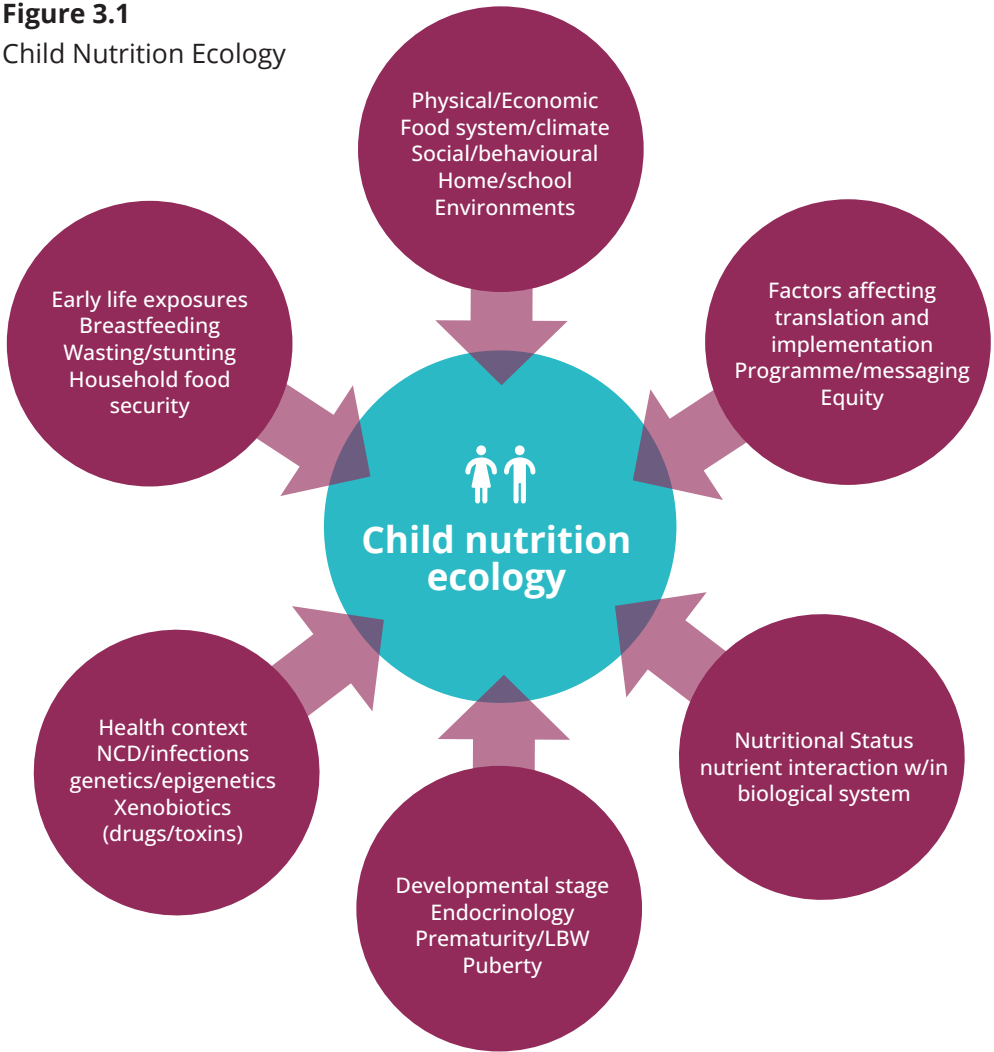 Figure 3.1
Child Nutrition Ecology
Physical/Economic
Food system/climate
Social/behavioural
Home/school
Environments
Early life exposures
Breastfeeding
Wasting/stunting
Household food
security
Factors affecting
translation and
implementation
Programme/messaging
Equity
Child nutrition
ecology
Health context
NCD/infections
genetics/epigenetics
Xenobiotics
(drugs/toxins)
Nutritional Status
nutrient interaction w/in
biological system
Developmental stage
Endocrinology
Prematurity/LBW
Puberty